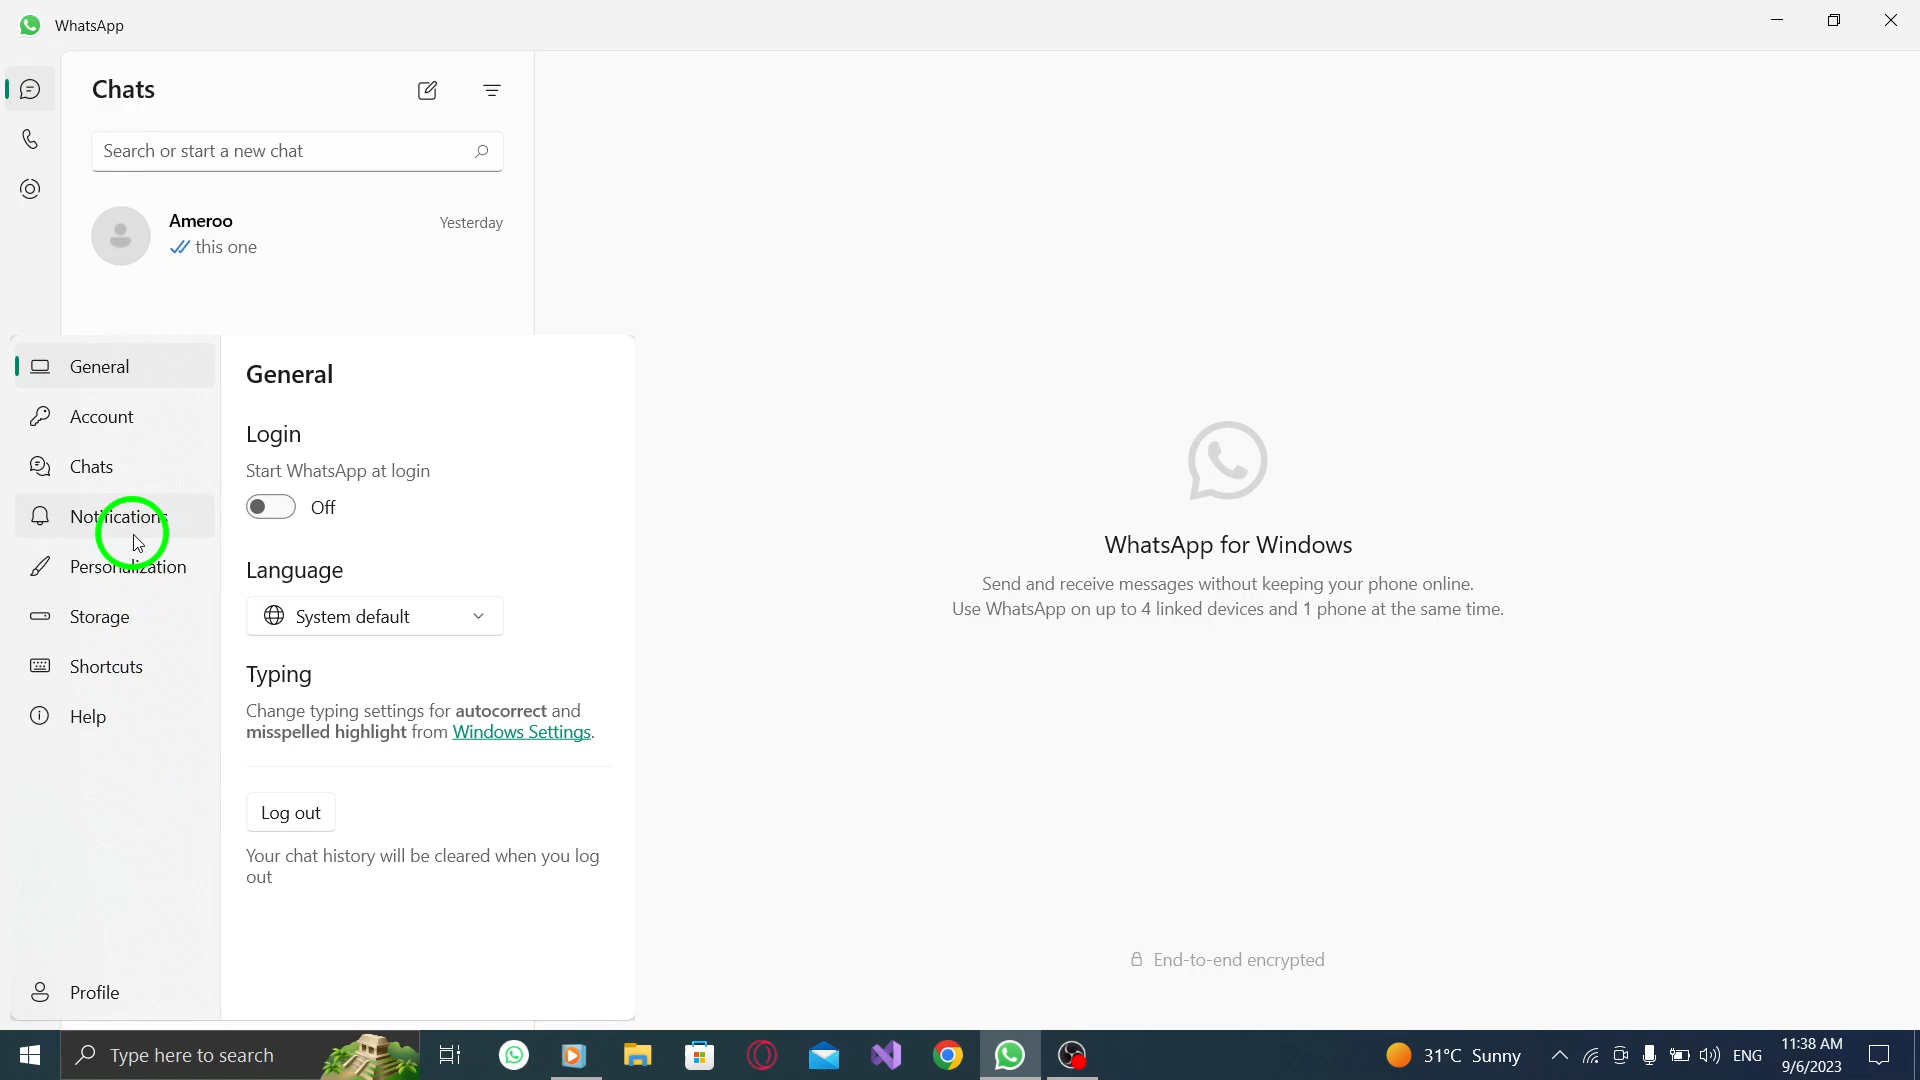 WhatsApp
Chats
Search or start a new chat
Ameroo
Yesterday
this one
General
Account
Chats
Notifications
Personalization
Storage
Shortcuts
Help
Profile
General
Login
Start WhatsApp at login
Off
Language
System default
Typing
Change typing settings for autocorrect and
misspelled highlight from Windows Settings.
Log out
Your chat history will be cleared when you log
out
WhatsApp for Windows
Send and receive messages without keeping your phone online.
Use WhatsApp on up to 4 linked devices and 1 phone at the same time.
End-to-end encrypted
Type here to search
31°C Sunny
ENG
11:38 AM
9/6/2023